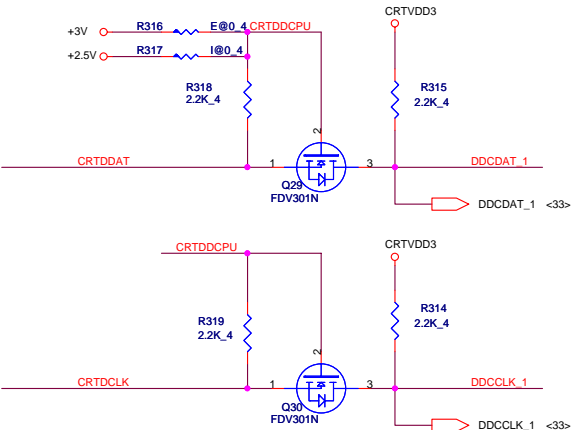 CRTVDD3
+3V R316 E@0_4 CRTDDCPU
+2.5V R317 I@0_4
R318
2.2K_4
R315
2.2K_4
2
CRTDDAT 1 3 DDCDAT_1
Q29
FDV301N
DDCDAT_1 <33>
CRTDDCPU
CRTVDD3
R319
2.2K_4
R314
2.2K_4
2
CRTDCLK 1 3 DDCCLK_1
Q30
FDV301N
DDCCLK_1 <33>